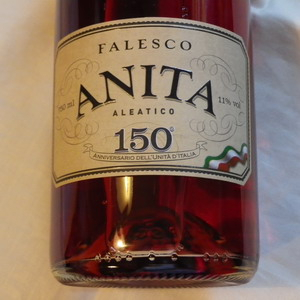 FALESCO
ANITA
ALEATICO
750 ml
11% vol
150°
ANNIVERSARIO DELL'UNITÀ D'ITALIA